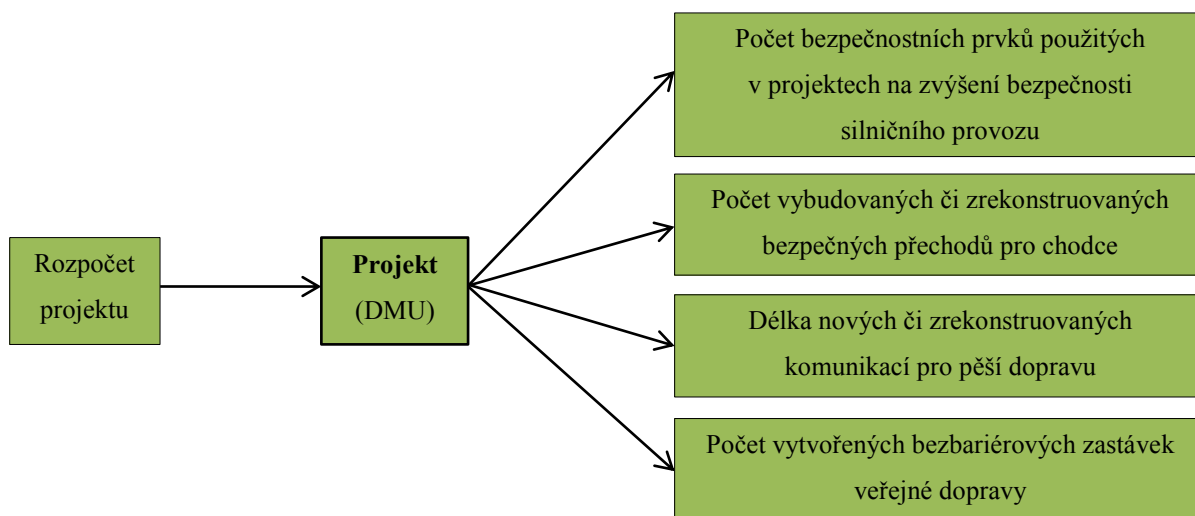 Rozpočet
projektu
Projekt
(DMU)
Počet bezpečnostních prvků použitých
v projektech na zvýšení bezpečnosti
silničního provozu
Počet vybudovaných či zrekonstruovaných
bezpečných přechodů pro chodce
Délka nových či zrekonstruovaných
komunikací pro pěší dopravu
Počet vytvořených bezbariérových zastávek
veřejné dopravy